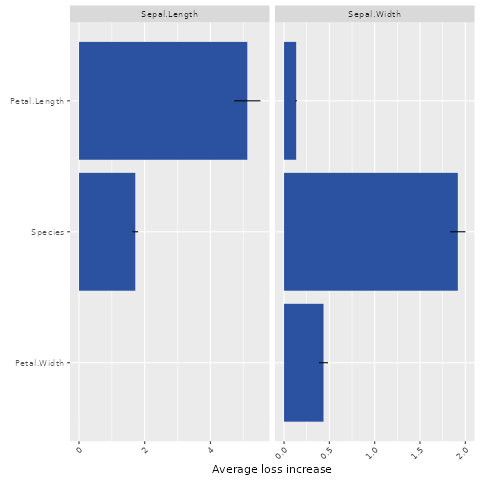 Sepal.Length Sepal.Width
Petal.Length
Species
Petal.Width
0 2 4 0.0 0.5 1.0 1.5 2.0
Average loss increase